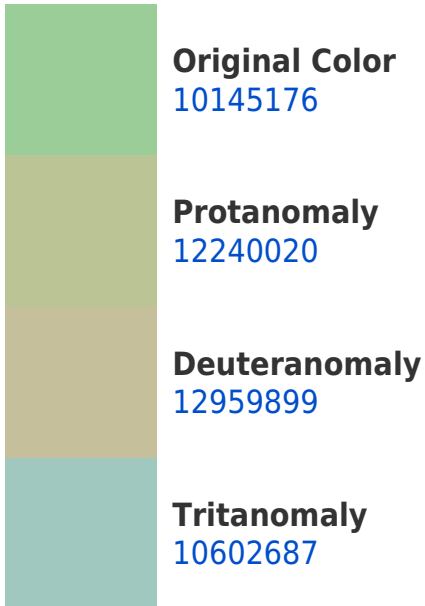 Original Color
10145176
Protanomaly
12240020
Deuteranomaly
12959899
Tritanomaly
10602687